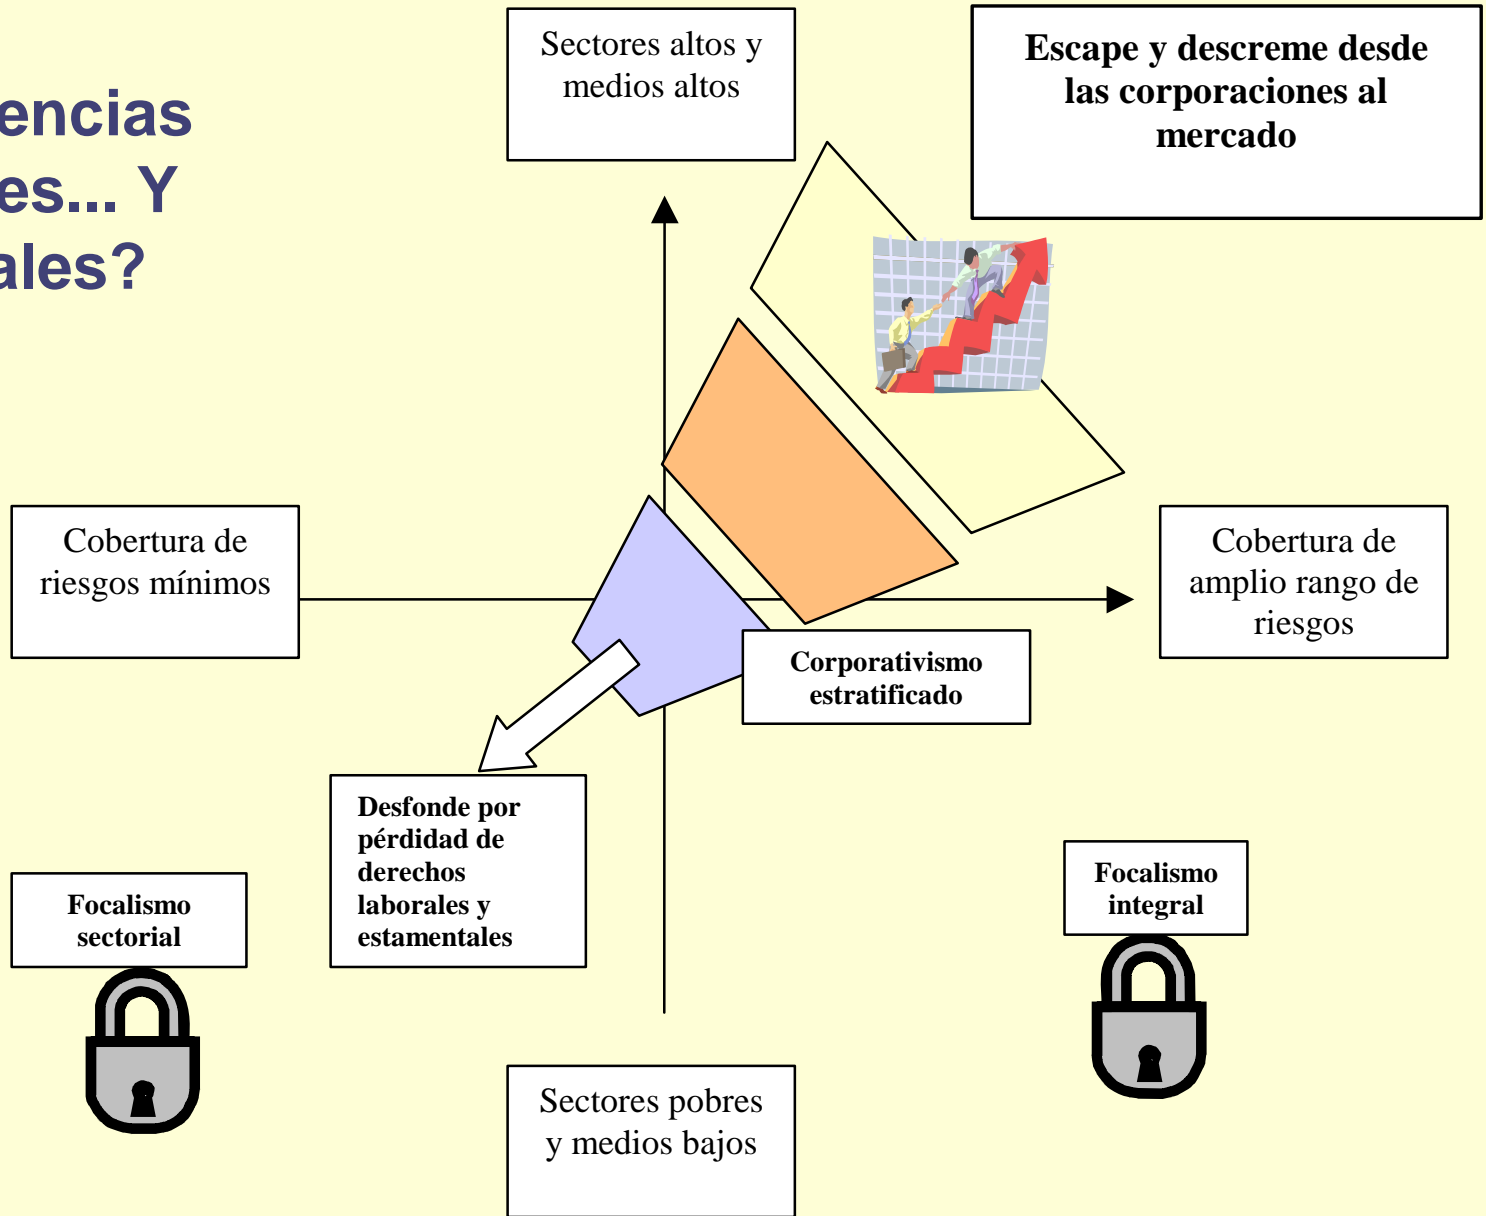 encias
es... Y
ales?
Sectores altos y
medios altos
Escape y descreme desde
las corporaciones al
mercado
Cobertura de
riesgos mínimos
Cobertura de
amplio rango de
riesgos
Corporativismo
estratificado
Desfonde por
pérdidad de
derechos
laborales y
estamentales
Focalismo
sectorial
Focalismo
integral
Sectores pobres
y medios bajos